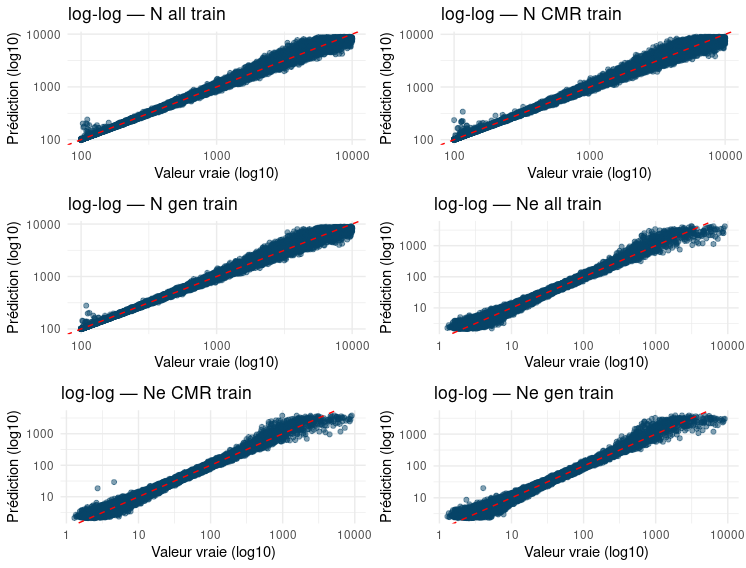 log-log — N all train
Prédiction (log10)
10000
1000
100
100 1000 10000
Valeur vraie (log10)
log-log — N CMR train
Prédiction (log10)
10000
1000
100
100 1000 10000
Valeur vraie (log10)
log-log — N gen train
Prédiction (log10)
10000
1000
100
100 1000 10000
Valeur vraie (log10)
log-log — Ne all train
Prédiction (log10)
1000
100
10
1 10 100 1000 10000
Valeur vraie (log10)
log-log — Ne CMR train
Prédiction (log10)
1000
100
10
1 10 100 1000 10000
Valeur vraie (log10)
log-log — Ne gen train
Prédiction (log10)
1000
100
10
1 10 100 1000 10000
Valeur vraie (log10)